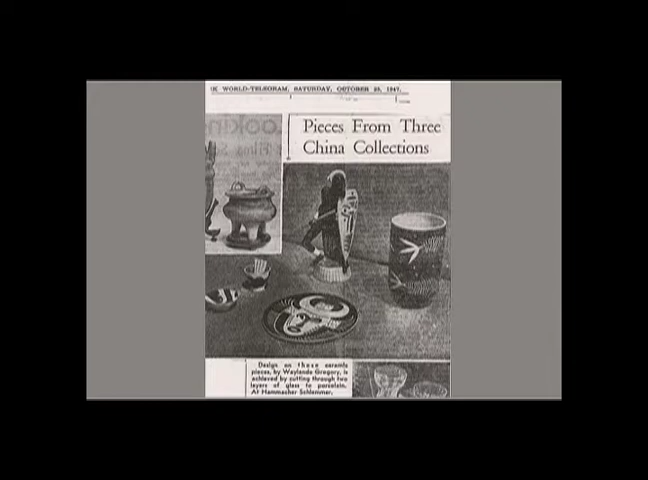 K WORLD-TELEGRAM, SATURDAY, OCTOBER 25, 1947.
Pieces From Three
China Collections
Design on these ceramic
pieces, by Waylande Gregory, is
achieved by cutting through two
layers of glass to porcelain.
At Hammacher Schlemmer.